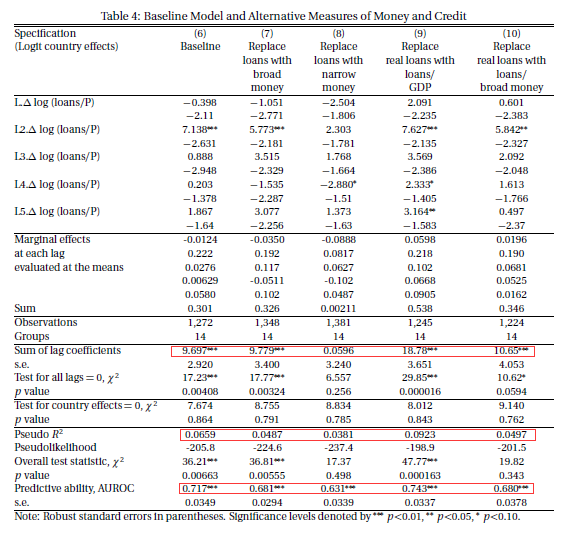 Table 4: Baseline Model and Alternative Measures of Money and Credit
Specification (6) (7) (8) (9) (10)
(Logit country effects) Baseline Replace Replace Replace Replace
loans with loans with real loans with real loans with
broad narrow loans/ loans/
money money GDP broad money
L.Δ log (loans/P) −0.398 −1.051 −2.504 2.091 0.601
−2.11 −2.771 −1.806 −2.235 −2.383
L2.Δ log (loans/P) 7.138*** 5.773*** 2.303 7.627*** 5.842**
−2.631 −2.181 −1.781 −2.135 −2.327
L3.Δ log (loans/P) 0.888 3.515 1.768 3.569 2.092
−2.948 −2.329 −1.664 −2.386 −2.048
L4.Δ log (loans/P) 0.203 −1.535 −2.880* 2.333* 1.613
−1.378 −2.287 −1.51 −1.405 −1.766
L5.Δ log (loans/P) 1.867 3.077 1.373 3.164** 0.497
−1.64 −2.256 −1.63 −1.583 −2.37
Marginal effects -0.0124 -0.0350 -0.0888 0.0598 0.0196
at each lag 0.222 0.192 0.0817 0.218 0.190
evaluated at the means 0.0276 0.117 0.0627 0.102 0.0681
0.00629 -0.0511 -0.102 0.0668 0.0525
0.0580 0.102 0.0487 0.0905 0.0162
Sum 0.301 0.326 0.00211 0.538 0.346
Observations 1,272 1,348 1,381 1,245 1,224
Groups 14 14 14 14 14
Sum of lag coefficients 9.697*** 9.779*** 0.0596 18.78*** 10.65***
s.e. 2.920 3.400 3.240 3.651 4.053
Test for all lags = 0, χ² 17.23*** 17.77*** 6.557 29.85*** 10.62*
p value 0.00408 0.00324 0.256 0.000016 0.0594
Test for country effects = 0, χ² 7.674 8.755 8.834 8.012 9.140
p value 0.864 0.791 0.785 0.843 0.762
Pseudo R² 0.0659 0.0487 0.0381 0.0923 0.0497
Pseudolikelihood -205.8 -224.6 -237.4 -198.9 -201.5
Overall test statistic, χ² 36.21*** 36.81*** 17.37 47.77*** 19.82
p value 0.00663 0.00555 0.498 0.000163 0.343
Predictive ability, AUROC 0.717*** 0.681*** 0.631*** 0.743*** 0.680***
s.e. 0.0349 0.0294 0.0339 0.0337 0.0378
Note: Robust standard errors in parentheses. Significance levels denoted by *** p<0.01, ** p<0.05, * p<0.10.